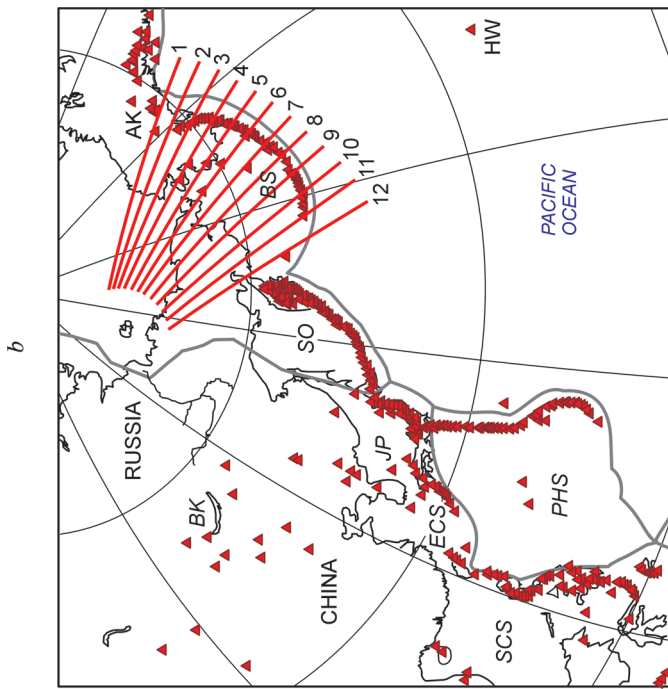 b
RUSSIA
AK
1
2
3
4
5
6
7
8
9
10
11
12
BS
HW
BK
SO
PACIFIC
OCEAN
CHINA
JP
ECS
PHS
SCS